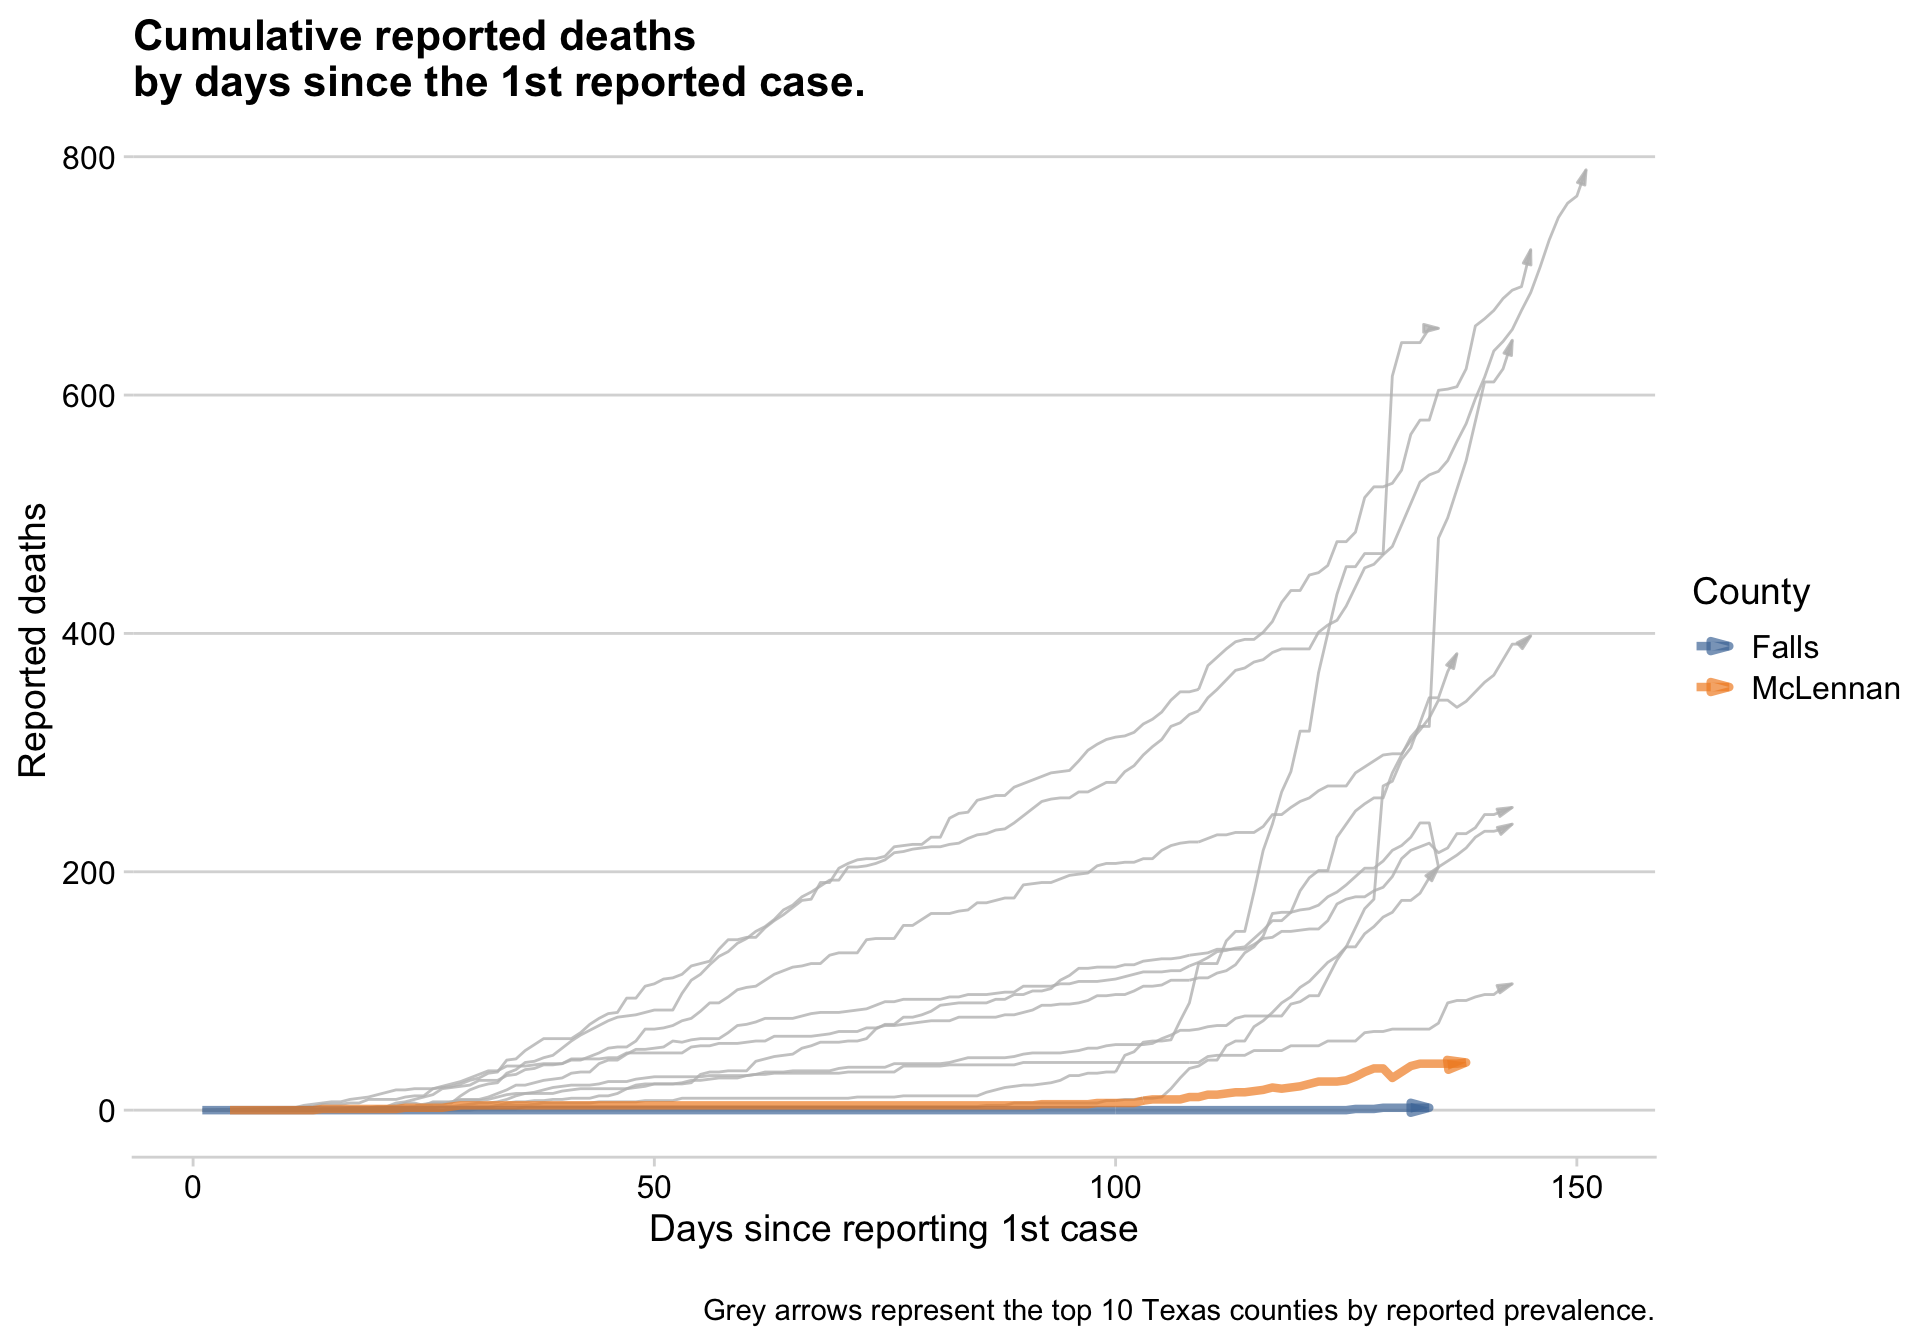 Cumulative reported deaths
by days since the 1st reported case.
800
600
400
200
0
Reported deaths
0 50 100 150
Days since reporting 1st case
County
Falls
McLennan
Grey arrows represent the top 10 Texas counties by reported prevalence.